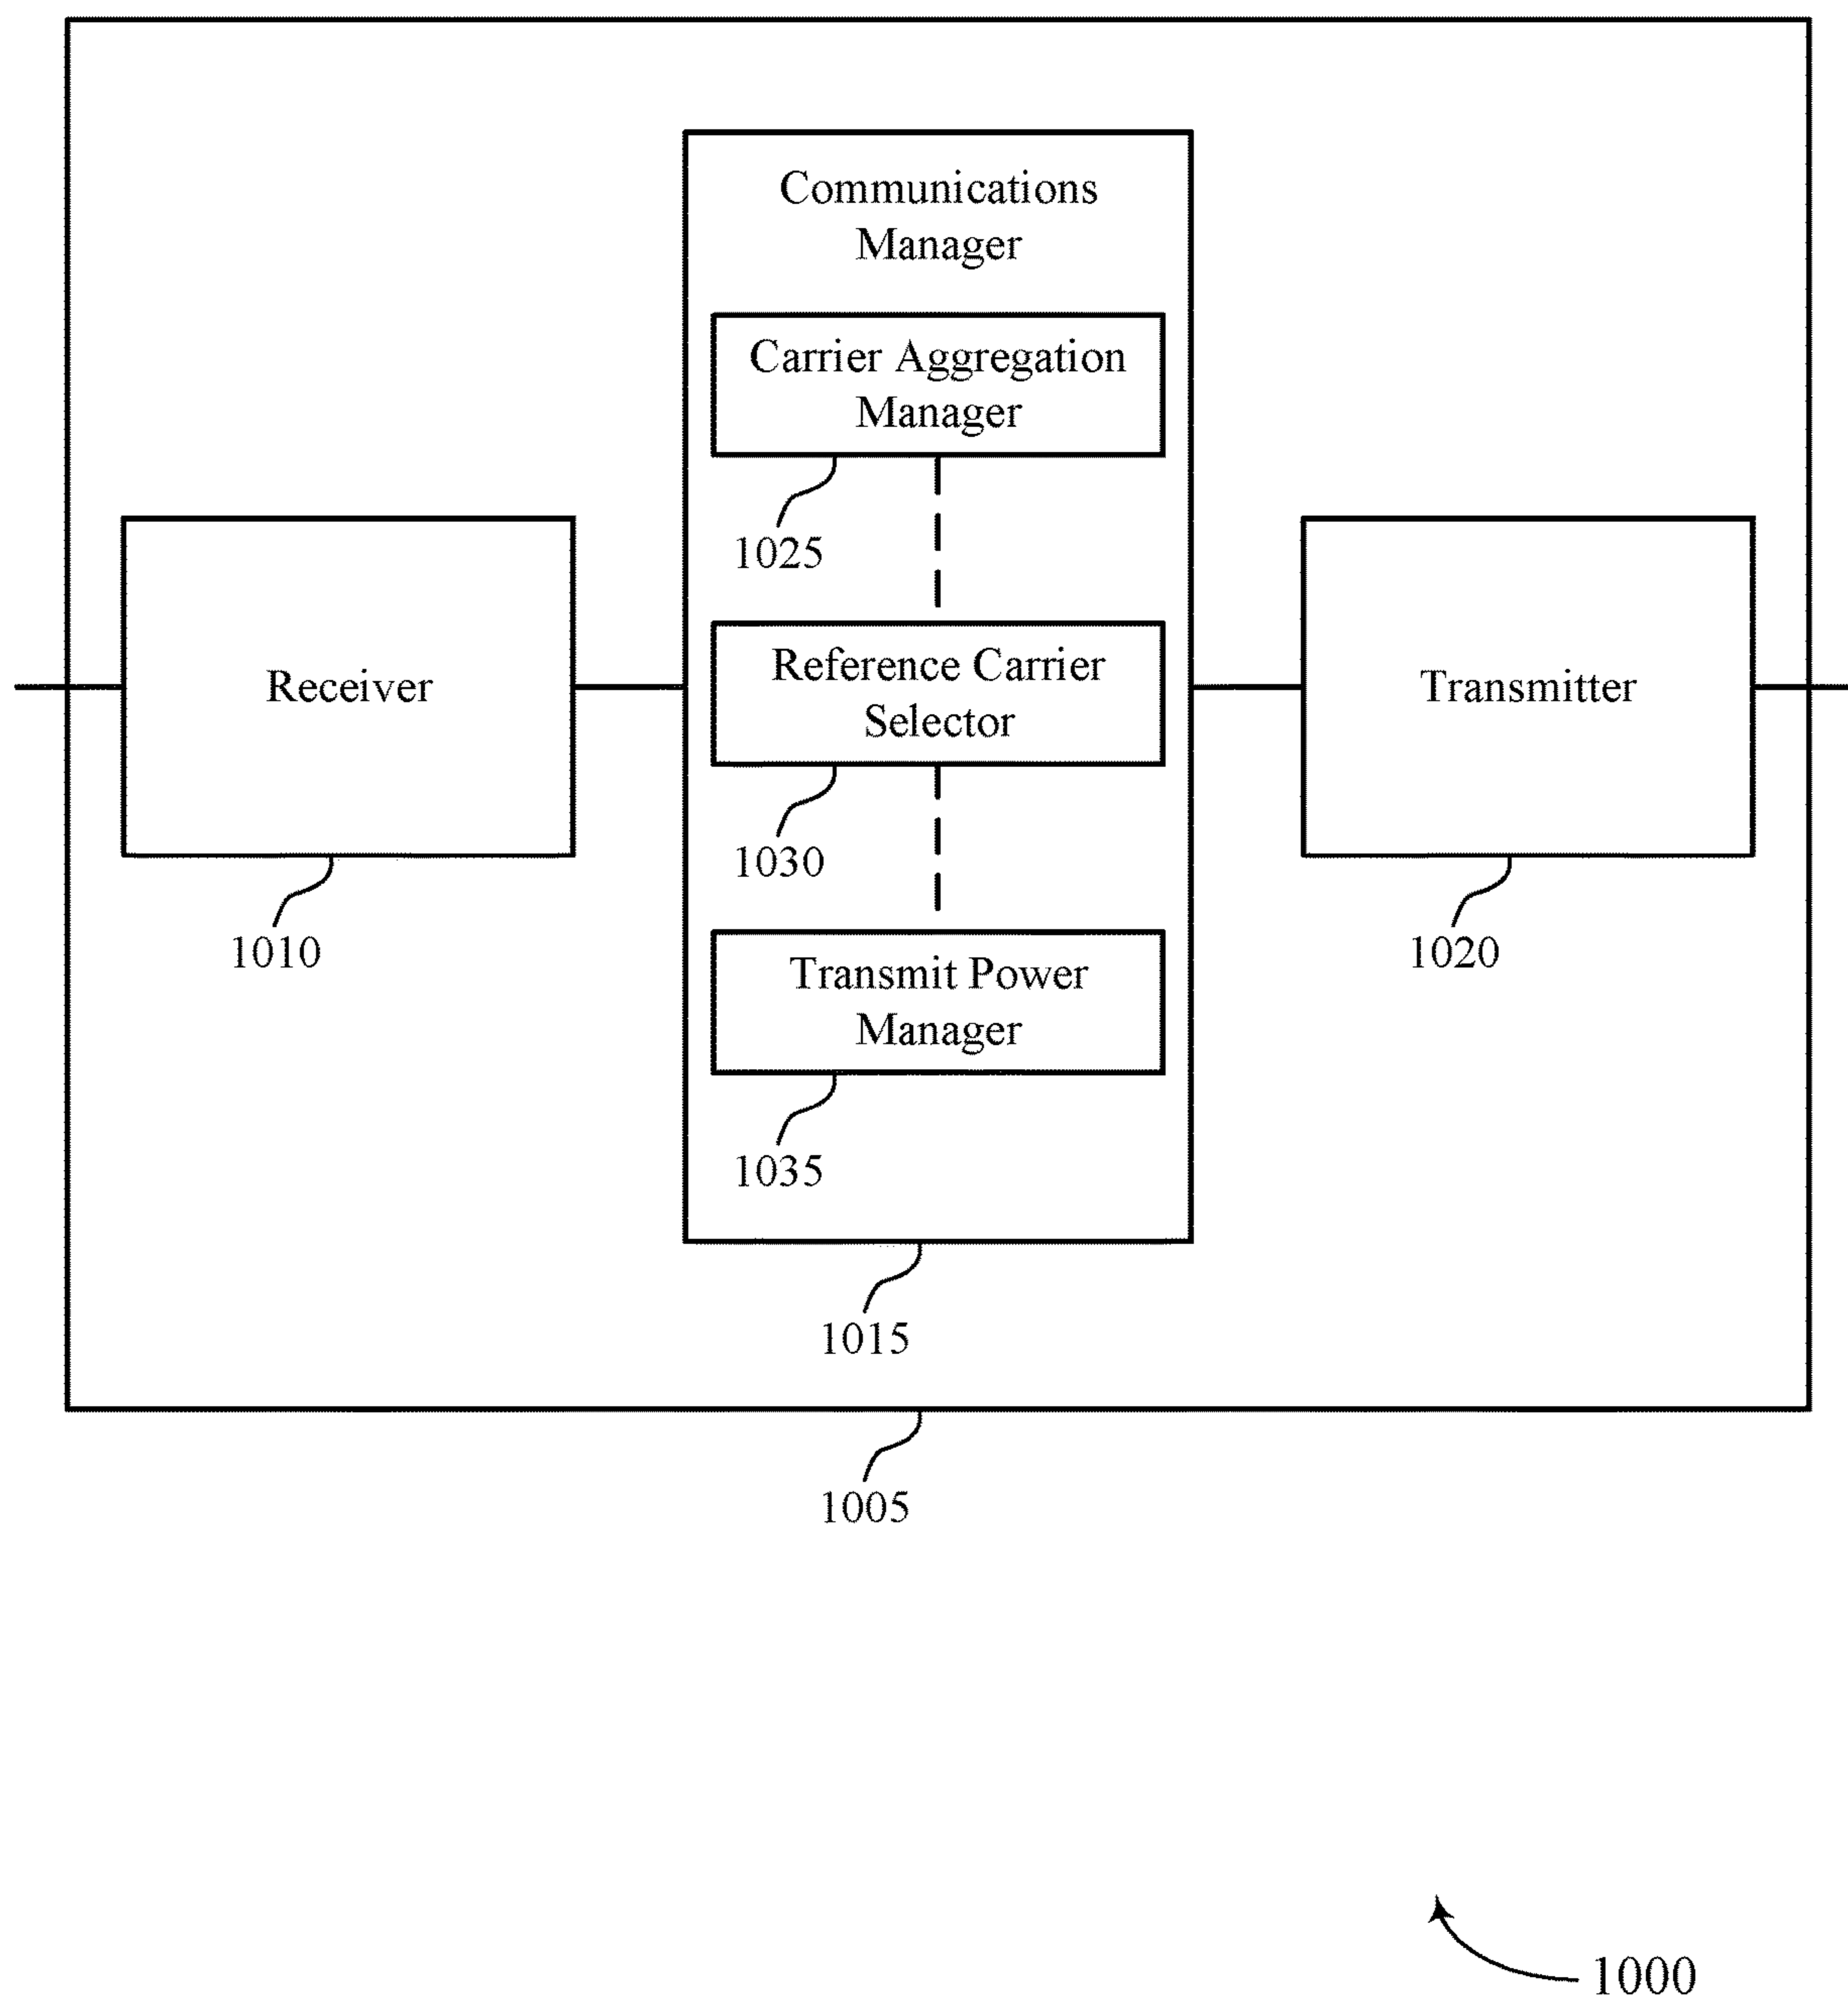 Communications
Manager
Carrier Aggregation
Manager
1025
Receiver
1010
Reference Carrier
Selector
1030
Transmitter
1020
Transmit Power
Manager
1035
1015
1005
1000